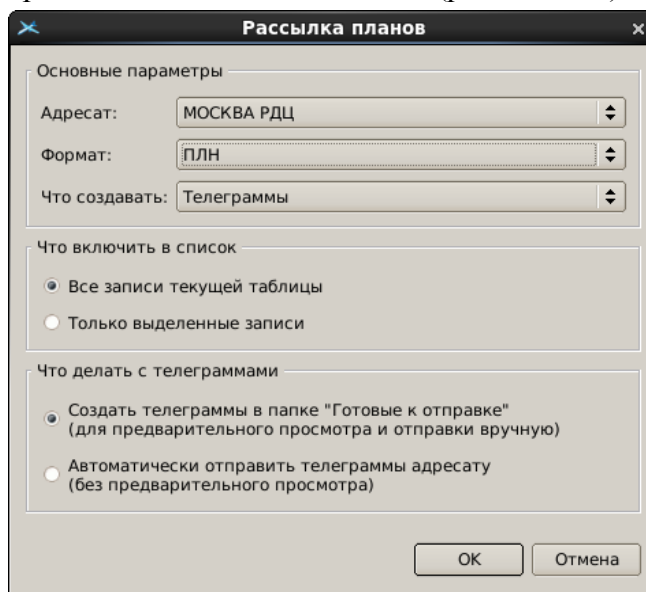 Рассылка планов
Основные параметры
Адресат: МОСКВА РДЦ
Формат: ПЛН
Что создавать: Телеграммы
Что включить в список
Все записи текущей таблицы
Только выделенные записи
Что делать с телеграммами
Создать телеграммы в папке "Готовые к отправке"
(для предварительного просмотра и отправки вручную)
Автоматически отправить телеграммы адресату
(без предварительного просмотра)
OK Отмена